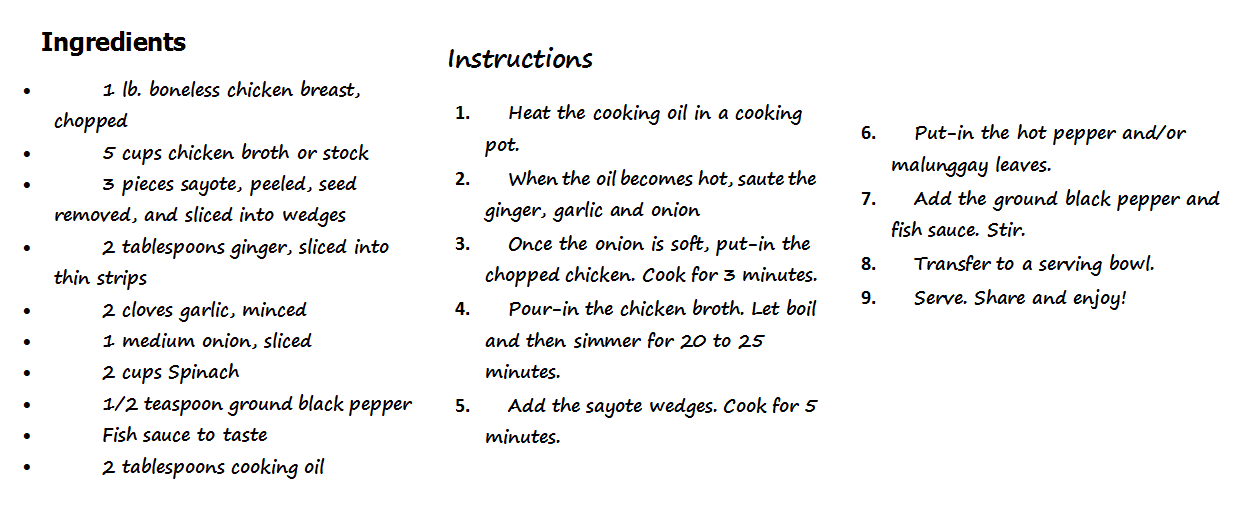 Ingredients
• 1 lb. boneless chicken breast,
chopped
• 5 cups chicken broth or stock
• 3 pieces sayote, peeled, seed
removed, and sliced into wedges
• 2 tablespoons ginger, sliced into
thin strips
• 2 cloves garlic, minced
• 1 medium onion, sliced
• 2 cups Spinach
• 1/2 teaspoon ground black pepper
• Fish sauce to taste
• 2 tablespoons cooking oil
Instructions
1. Heat the cooking oil in a cooking
pot.
2. When the oil becomes hot, saute the
ginger, garlic and onion
3. Once the onion is soft, put-in the
chopped chicken. Cook for 3 minutes.
4. Pour-in the chicken broth. Let boil
and then simmer for 20 to 25
minutes.
5. Add the sayote wedges. Cook for 5
minutes.
6. Put-in the hot pepper and/or
malunggay leaves.
7. Add the ground black pepper and
fish sauce. Stir.
8. Transfer to a serving bowl.
9. Serve. Share and enjoy!